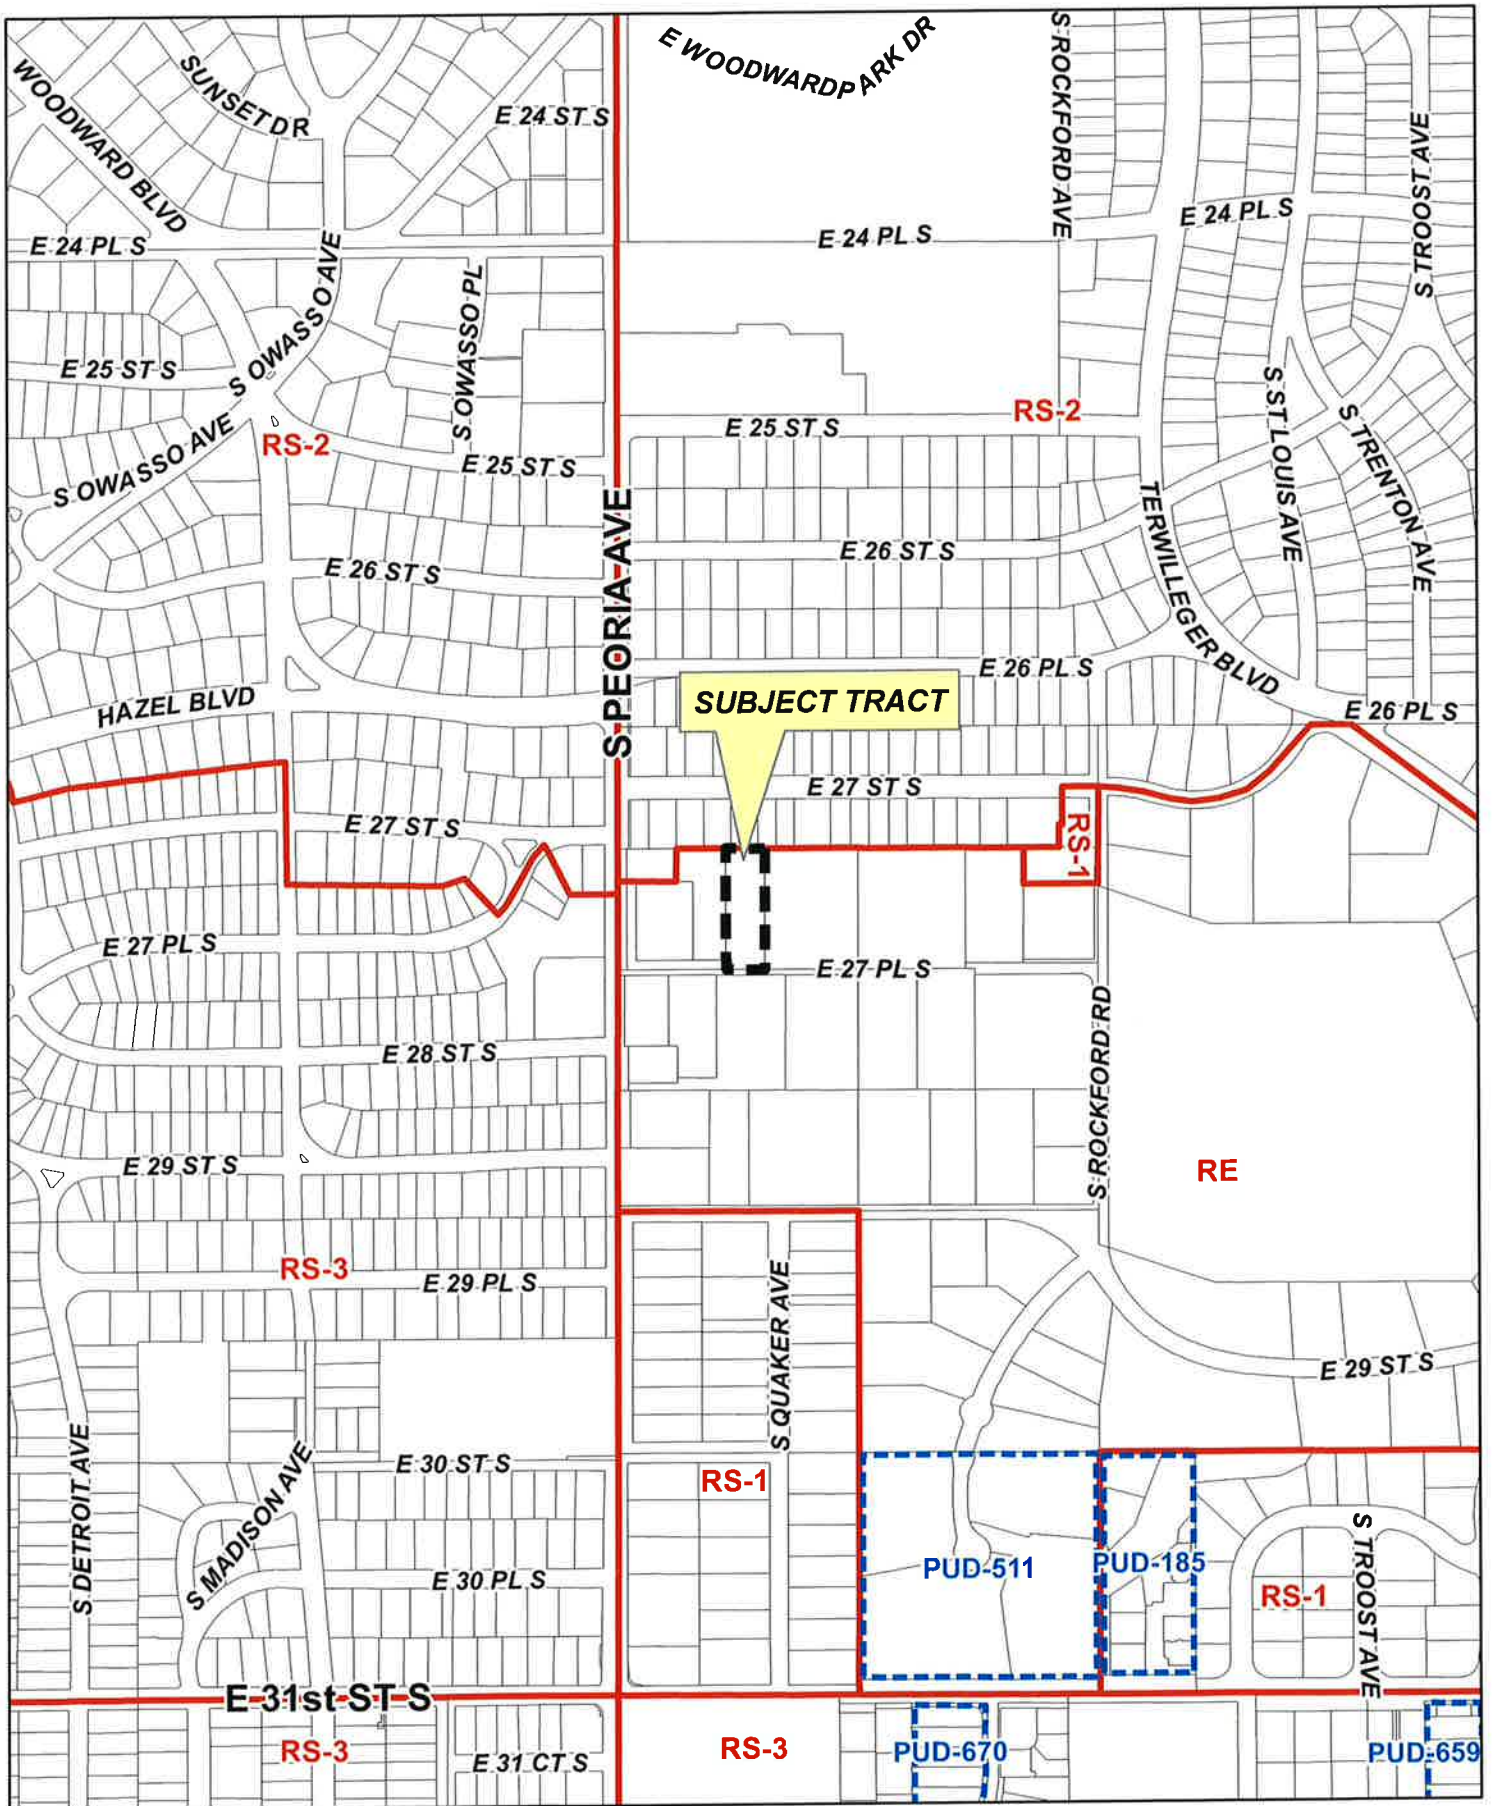 E WOODWARDPARK DR
S ROCKFORD AVE
WOODWARD BLVD
SUNSET DR
E 24 ST S
S TROOST AVE
E 24 PL S
E 24 PL S
E 24 PL S
S OWASSO AVE
S OWASSO PL
E 25 ST S
S OWASSO AVE
RS-2
E 25 ST S
E 25 ST S
RS-2
S ST LOUIS AVE
S TRENTON AVE
S PEORIA AVE
E 26 ST S
E 26 ST S
TERWILLEGER BLVD
E 26 PL S
E 26 PL S
HAZEL BLVD
SUBJECT TRACT
E 27 ST S
E 27 ST S
RS-1
E 27 PL S
E 27 PL S
S ROCKFORD RD
E 28 ST S
E 29 ST S
RE
RS-3
E 29 PL S
S QUAKER AVE
E 29 ST S
S DETROIT AVE
S MADISON AVE
E 30 ST S
RS-1
E 30 PL S
PUD-511
PUD-185
RS-1
S TROOST AVE
E 31st ST S
RS-3
E 31 CT S
RS-3
PUD-670
PUD-659